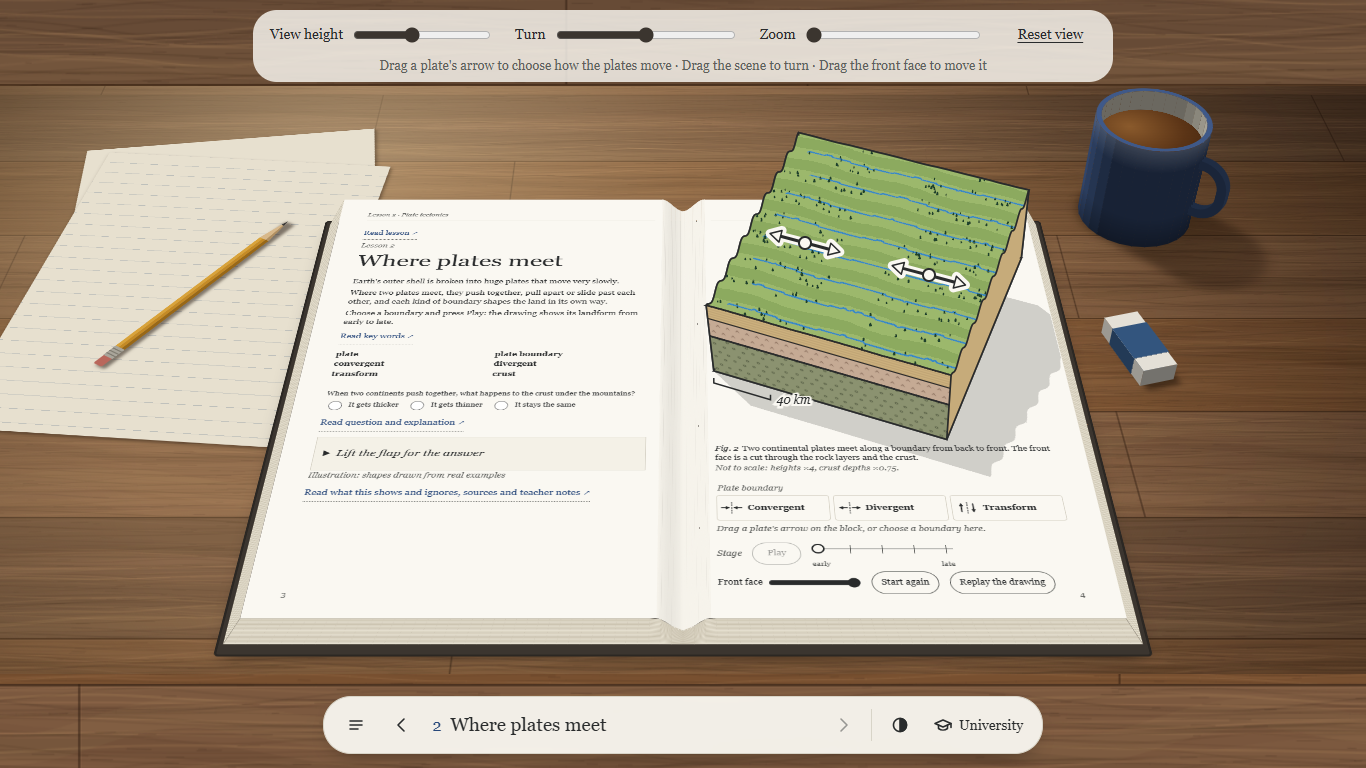 View height
Turn
Zoom
Reset view
Drag a plate's arrow to choose how the plates move · Drag the scene to turn · Drag the front face to move it
Lesson 2 · Plate tectonics
Read lesson ↗
Lesson 2
Where plates meet
Earth's outer shell is broken into huge plates that move very slowly.
Where two plates meet, they push together, pull apart or slide past each
other, and each kind of boundary shapes the land in its own way.
Choose a boundary and press Play: the drawing shows its landform from
early to late.
Read key words ↗
plate
plate boundary
convergent
divergent
transform
crust
When two continents push together, what happens to the crust under the mountains?
It gets thicker
It gets thinner
It stays the same
Read question and explanation ↗
► Lift the flap for the answer
Illustration: shapes drawn from real examples
Read what this shows and ignores, sources and teacher notes ↗
3
40 km
Fig. 2 Two continental plates meet along a boundary from back to front. The front
face is a cut through the rock layers and the crust.
Not to scale: heights ×4, crust depths ×0.75.
Plate boundary
Convergent
Divergent
Transform
Drag a plate's arrow on the block, or choose a boundary here.
Stage
Play
early
late
Front face
Start again
Replay the drawing
4
2 Where plates meet
University